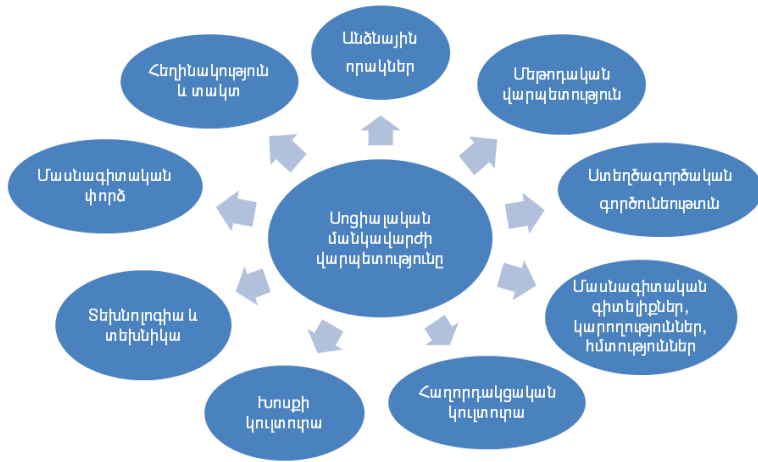 Անձնային
որակներ
Մեթոդական
վարպետություն
Ստեղծագործական
գործունեություն
Մասնագիտական
գիտելիքներ,
կարողություններ,
հմտություններ
Հաղորդակցական
կուլտուրա
Խոսքի
կուլտուրա
Տեխնոլոգիա և
տեխնիկա
Մասնագիտական
փորձ
Հեղինակություն
և տակտ
Սոցիալական
մանկավարժի
վարպետությունը